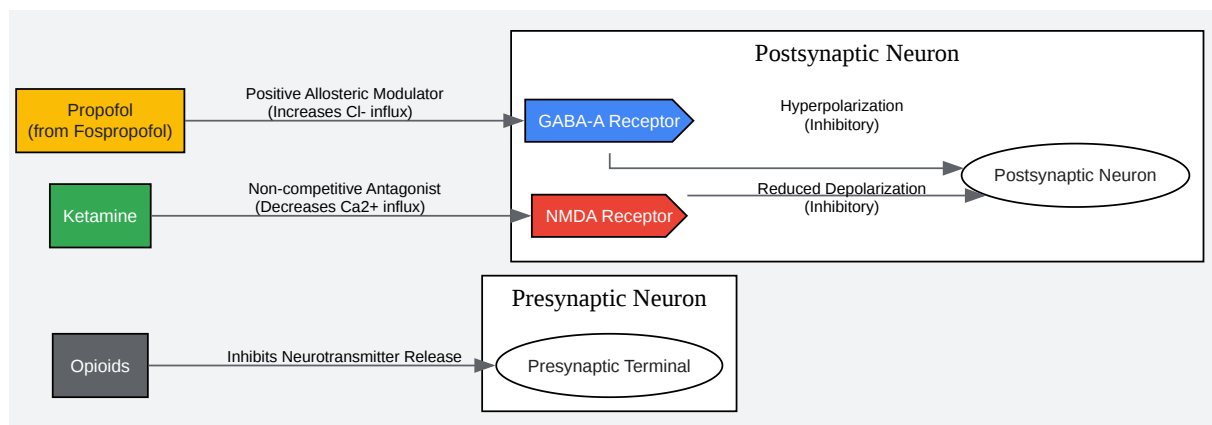 Postsynaptic Neuron
Propofol
(from Fospropofol)
Positive Allosteric Modulator
(Increases Cl- influx)
GABA-A Receptor
Hyperpolarization
(Inhibitory)
Postsynaptic Neuron
Ketamine
Non-competitive Antagonist
(Decreases Ca2+ influx)
NMDA Receptor
Reduced Depolarization
(Inhibitory)
Presynaptic Neuron
Opioids
Inhibits Neurotransmitter Release
Presynaptic Terminal